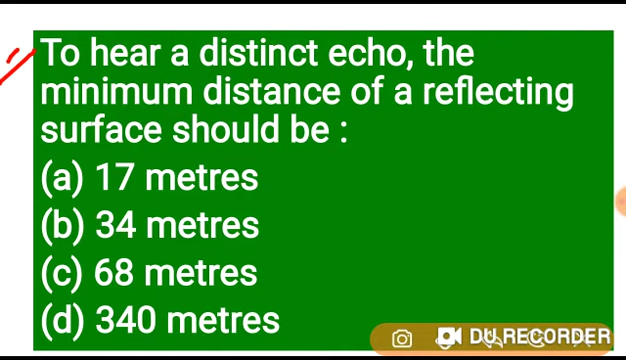 To hear a distinct echo, the
minimum distance of a reflecting
surface should be :
(a) 17 metres
(b) 34 metres
(c) 68 metres
(d) 340 metres
DU RECORDER